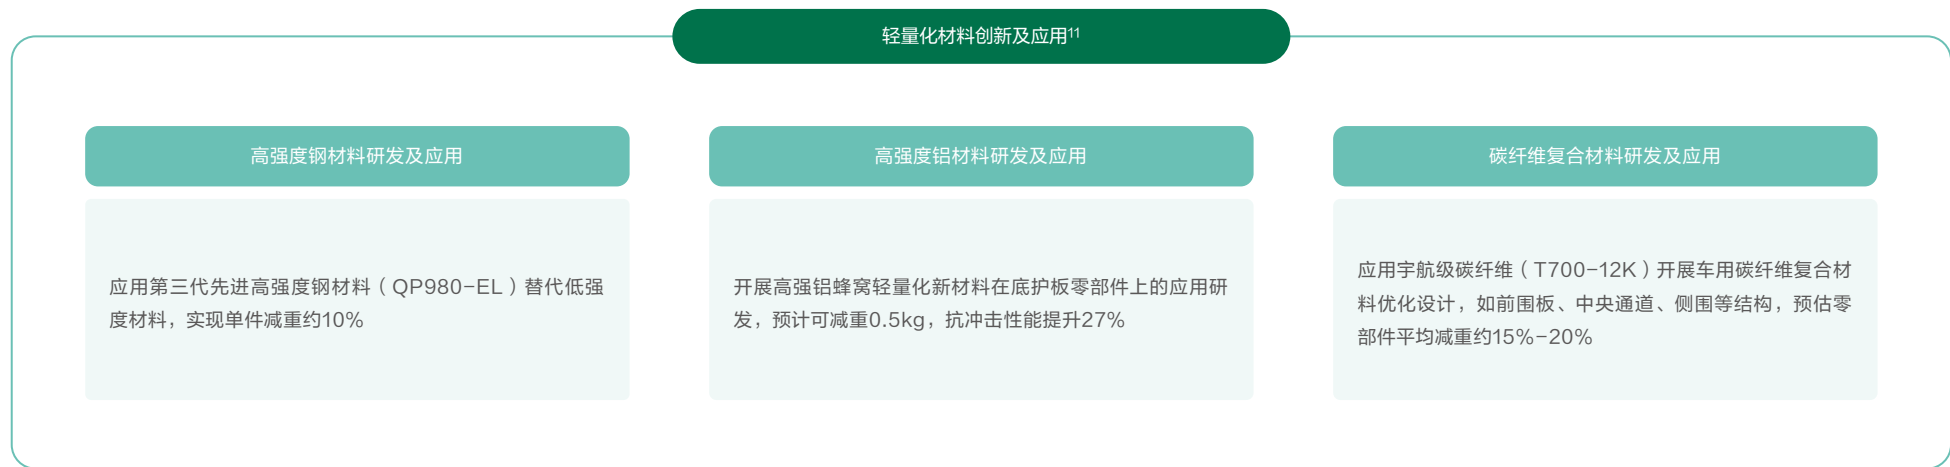 轻量化材料创新及应用11
高强度钢材料研发及应用
应用第三代先进高强度钢材料（QP980-EL）替代低强
度材料，实现单件减重约10%
高强度铝材料研发及应用
开展高强铝蜂窝轻量化新材料在底护板零部件上的应用研
发，预计可减重0.5kg，抗冲击性能提升27%
碳纤维复合材料研发及应用
应用宇航级碳纤维（T700-12K）开展车用碳纤维复合材
料优化设计，如前围板、中央通道、侧围等结构，预估零
部件平均减重约15%-20%